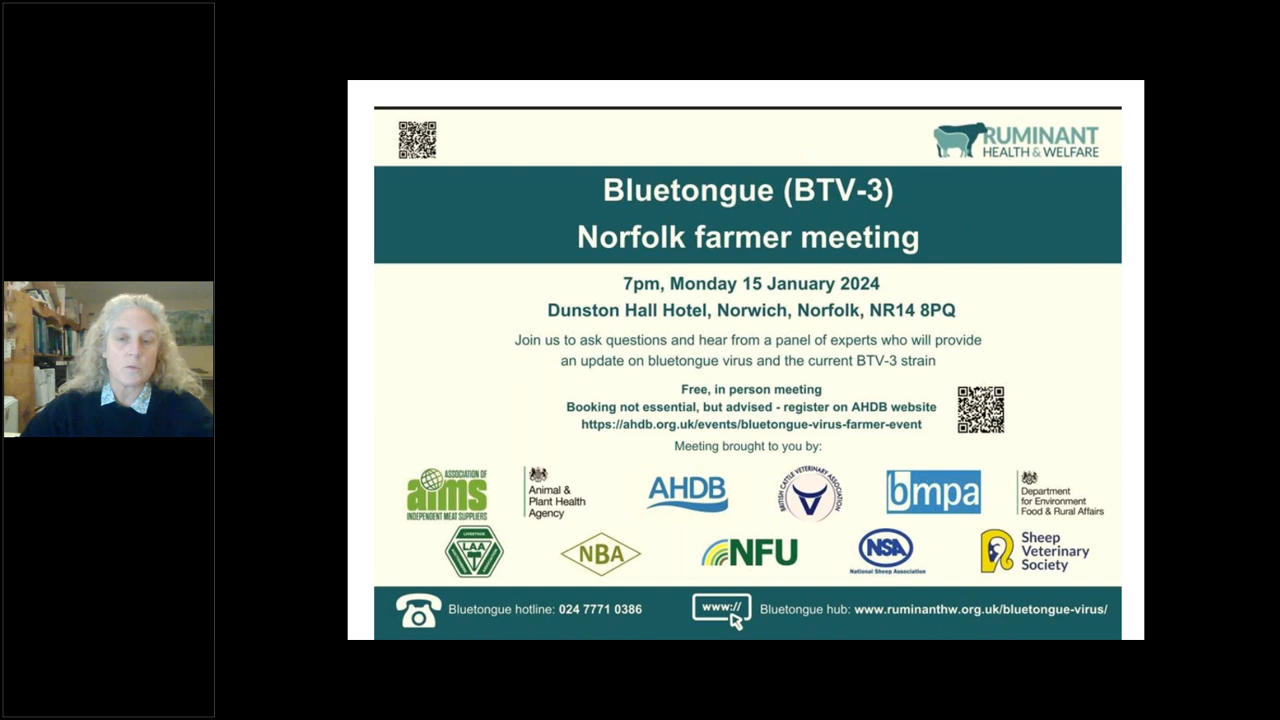 RUMINANT
HEALTH & WELFARE
Bluetongue (BTV-3)
Norfolk farmer meeting
7pm, Monday 15 January 2024
Dunston Hall Hotel, Norwich, Norfolk, NR14 8PQ
Join us to ask questions and hear from a panel of experts who will provide
an update on bluetongue virus and the current BTV-3 strain
Free, in person meeting
Booking not essential, but advised - register on AHDB website
https://ahdb.org.uk/events/bluetongue-virus-farmer-event
Meeting brought to you by:
ASSOCIATION OF
aims
INDEPENDENT MEAT SUPPLIERS
Animal &
Plant Health
Agency
AHDB
BRITISH CATTLE VETERINARY ASSOCIATION
bmpa
Department
for Environment
Food & Rural Affairs
LIVESTOCK
LAA
NBA
NFU
NSA
National Sheep Association
Sheep
Veterinary
Society
Bluetongue hotline: 024 7771 0386
www://
Bluetongue hub: www.ruminanthw.org.uk/bluetongue-virus/